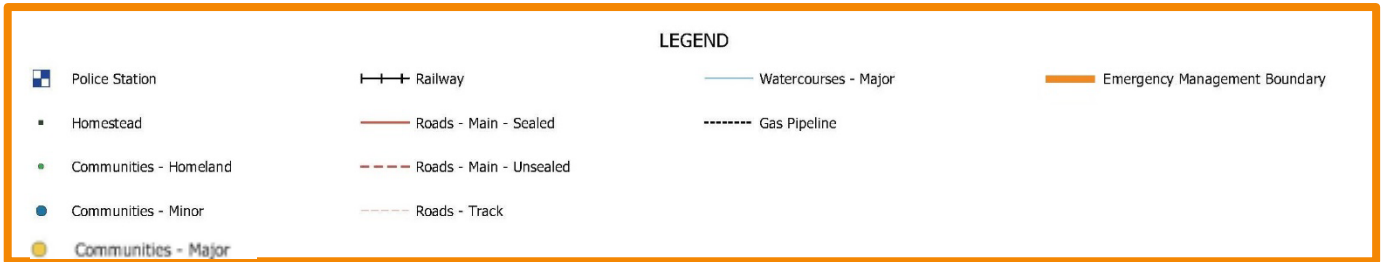 LEGEND
Police Station
Railway
Watercourses - Major
Emergency Management Boundary
Homestead
Roads - Main - Sealed
Gas Pipeline
Communities - Homeland
Roads - Main - Unsealed
Communities - Minor
Roads - Track
Communities - Major